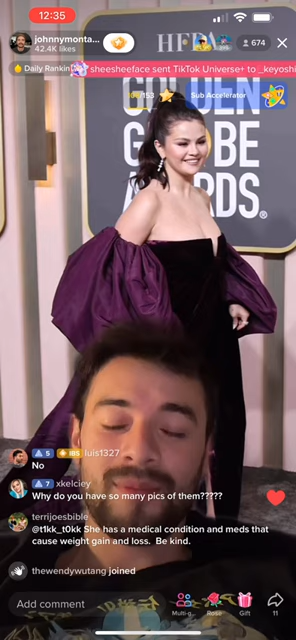 12:35
johnnymonta...
42.4K likes
674
Daily Rankin
sheesheeface sent TikTok Universe+ to _keyoshi
Sub Accelerator
HFPA
GOLDEN
GLOBE
AWARDS®
5 185 luis1327
No
7 xkelciey
Why do you have so many pics of them?????
terrijoesbible
@t1kk_t0kk She has a medical condition and meds that
cause weight gain and loss. Be kind.
thewendywutang joined
Add comment
Multi-g...
Rose
Gift
11